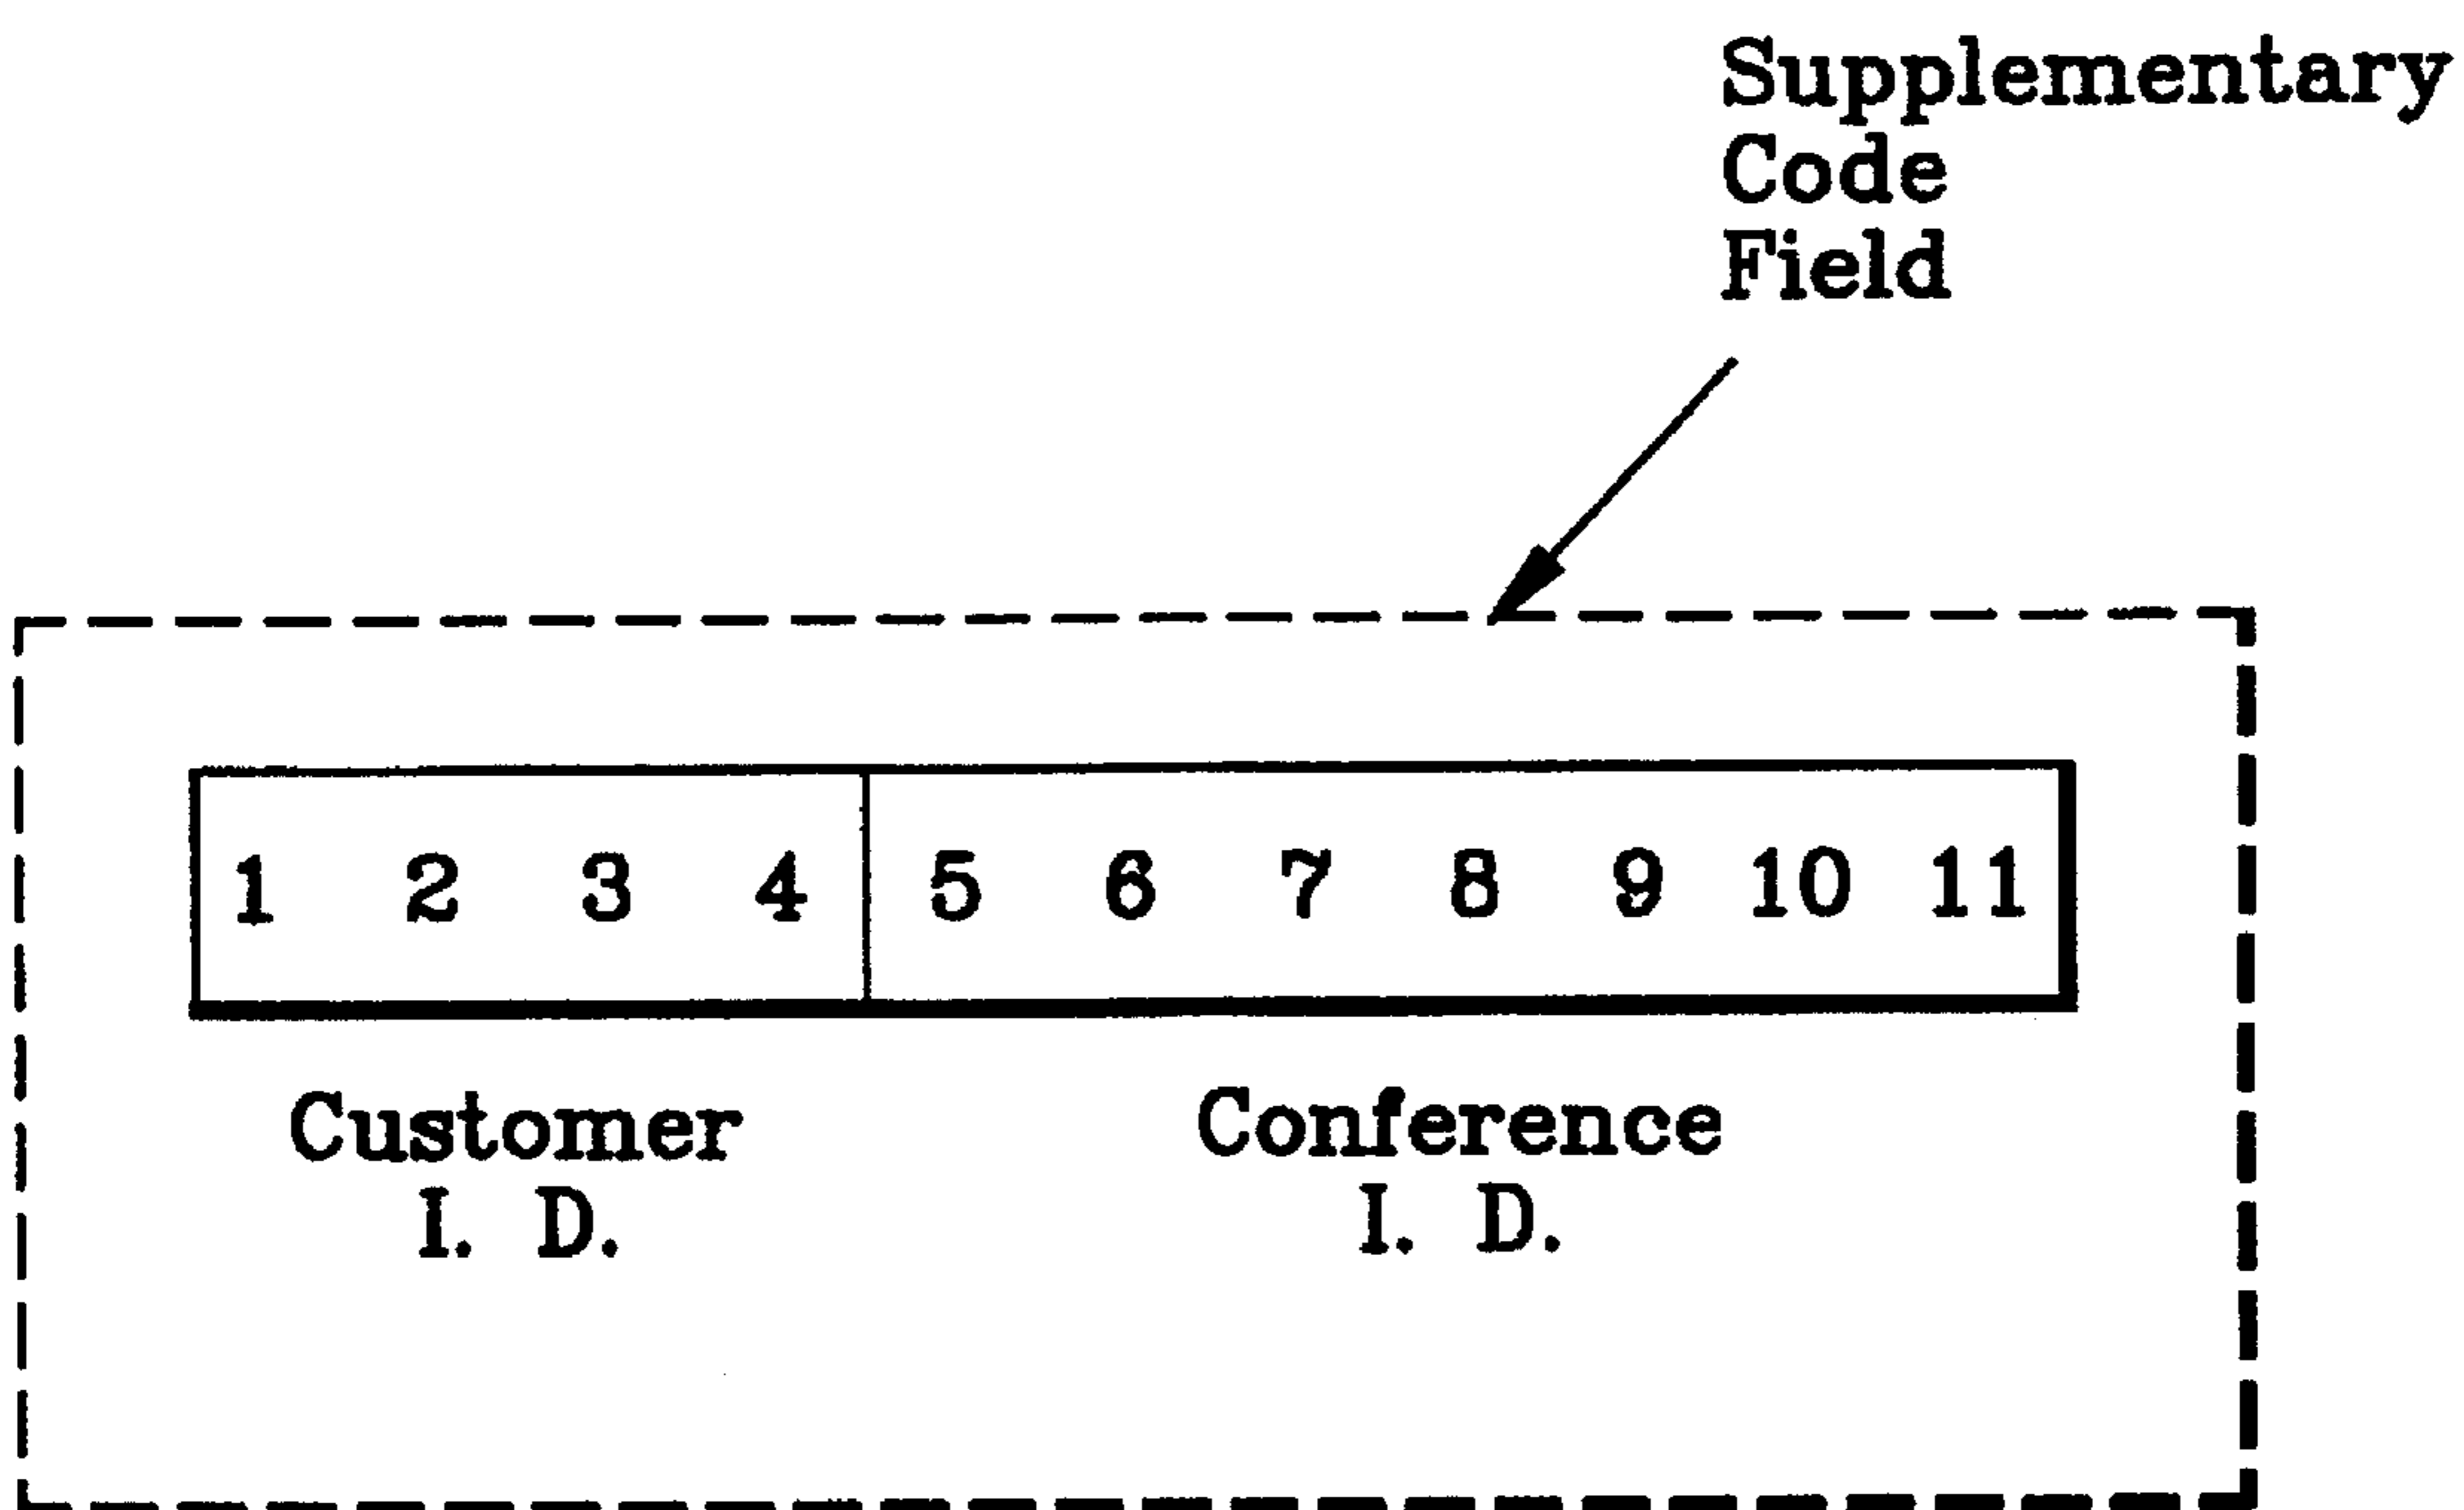 Supplementary
Code
Field
1 2 3 4 5 6 7 8 9 10 11
Customer
I. D.
Conference
I. D.